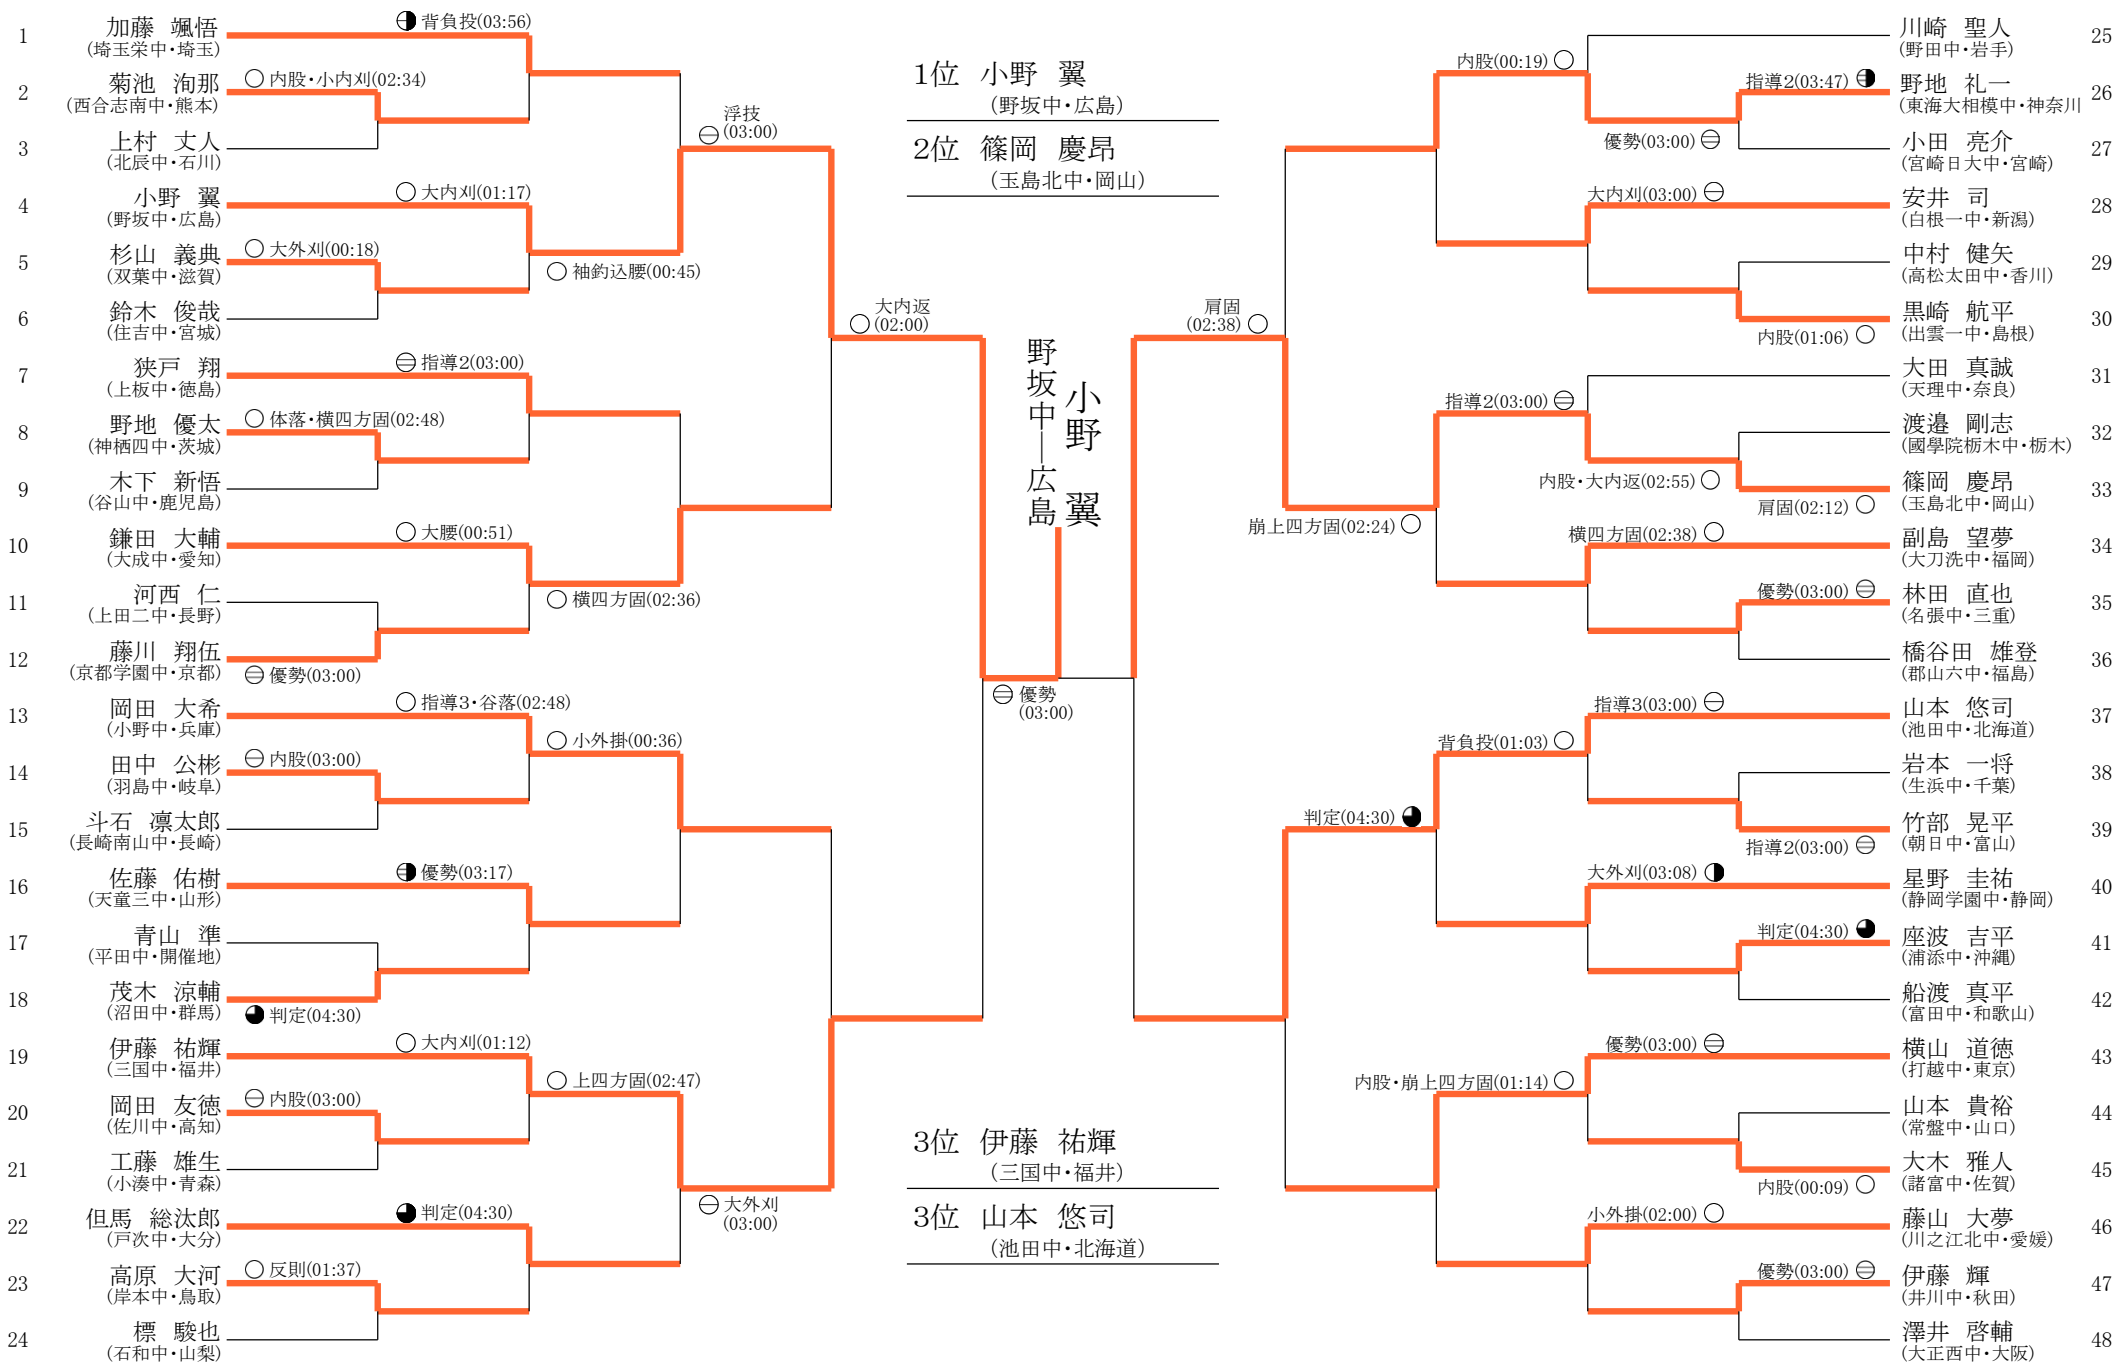 1 加藤 颯悟
(埼玉栄中・埼玉)
背負投(03:56)
2 菊池 洵那
(西合志南中・熊本)
内股・小内刈(02:34)
3 上村 丈人
(北辰中・石川)
浮技
(03:00)
4 小野 翼
(野坂中・広島)
大内刈(01:17)
5 杉山 義典
(双葉中・滋賀)
大外刈(00:18)
袖釣込腰(00:45)
6 鈴木 俊哉
(住吉中・宮城)
大内返
(02:00)
7 狭戸 翔
(上板中・徳島)
指導2(03:00)
8 野地 優太
(神栖四中・茨城)
体落・横四方固(02:48)
9 木下 新悟
(谷山中・鹿児島)
10 鎌田 大輔
(大成中・愛知)
大腰(00:51)
11 河西 仁
(上田二中・長野)
横四方固(02:36)
12 藤川 翔伍
(京都学園中・京都)
優勢(03:00)
13 岡田 大希
(小野中・兵庫)
指導3・谷落(02:48)
小外掛(00:36)
14 田中 公彬
(羽島中・岐阜)
内股(03:00)
15 斗石 凛太郎
(長崎南山中・長崎)
16 佐藤 佑樹
(天童三中・山形)
優勢(03:17)
17 青山 準
(平田中・開催地)
18 茂木 涼輔
(沼田中・群馬)
判定(04:30)
19 伊藤 祐輝
(三国中・福井)
大内刈(01:12)
上四方固(02:47)
20 岡田 友徳
(佐川中・高知)
内股(03:00)
21 工藤 雄生
(小湊中・青森)
大外刈
(03:00)
22 但馬 総汰郎
(戸次中・大分)
判定(04:30)
23 高原 大河
(岸本中・鳥取)
反則(01:37)
24 標 駿也
(石和中・山梨)
1位 小野 翼
(野坂中・広島)
2位 篠岡 慶昂
(玉島北中・岡山)
小野 翼
野坂中―広島
優勢
(03:00)
3位 伊藤 祐輝
(三国中・福井)
3位 山本 悠司
(池田中・北海道)
川崎 聖人 25
(野田中・岩手)
内股(00:19)
指導2(03:47)
野地 礼一 26
(東海大相模中・神奈川
優勢(03:00)
小田 亮介 27
(宮崎日大中・宮崎)
大内刈(03:00)
安井 司 28
(白根一中・新潟)
中村 健矢 29
(高松太田中・香川)
肩固
(02:38)
黒崎 航平 30
(出雲一中・島根)
内股(01:06)
大田 真誠 31
(天理中・奈良)
指導2(03:00)
渡邉 剛志 32
(國學院栃木中・栃木)
内股・大内返(02:55)
篠岡 慶昂 33
(玉島北中・岡山)
肩固(02:12)
崩上四方固(02:24)
横四方固(02:38)
副島 望夢 34
(大刀洗中・福岡)
優勢(03:00)
林田 直也 35
(名張中・三重)
橋谷田 雄登 36
(郡山六中・福島)
指導3(03:00)
山本 悠司 37
(池田中・北海道)
背負投(01:03)
岩本 一将 38
(生浜中・千葉)
判定(04:30)
竹部 晃平 39
(朝日中・富山)
指導2(03:00)
大外刈(03:08)
星野 圭祐 40
(静岡学園中・静岡)
判定(04:30)
座波 吉平 41
(浦添中・沖縄)
船渡 真平 42
(富田中・和歌山)
優勢(03:00)
横山 道徳 43
(打越中・東京)
内股・崩上四方固(01:14)
山本 貴裕 44
(常盤中・山口)
大木 雅人 45
(諸富中・佐賀)
内股(00:09)
小外掛(02:00)
藤山 大夢 46
(川之江北中・愛媛)
優勢(03:00)
伊藤 輝 47
(井川中・秋田)
澤井 啓輔 48
(大正西中・大阪)